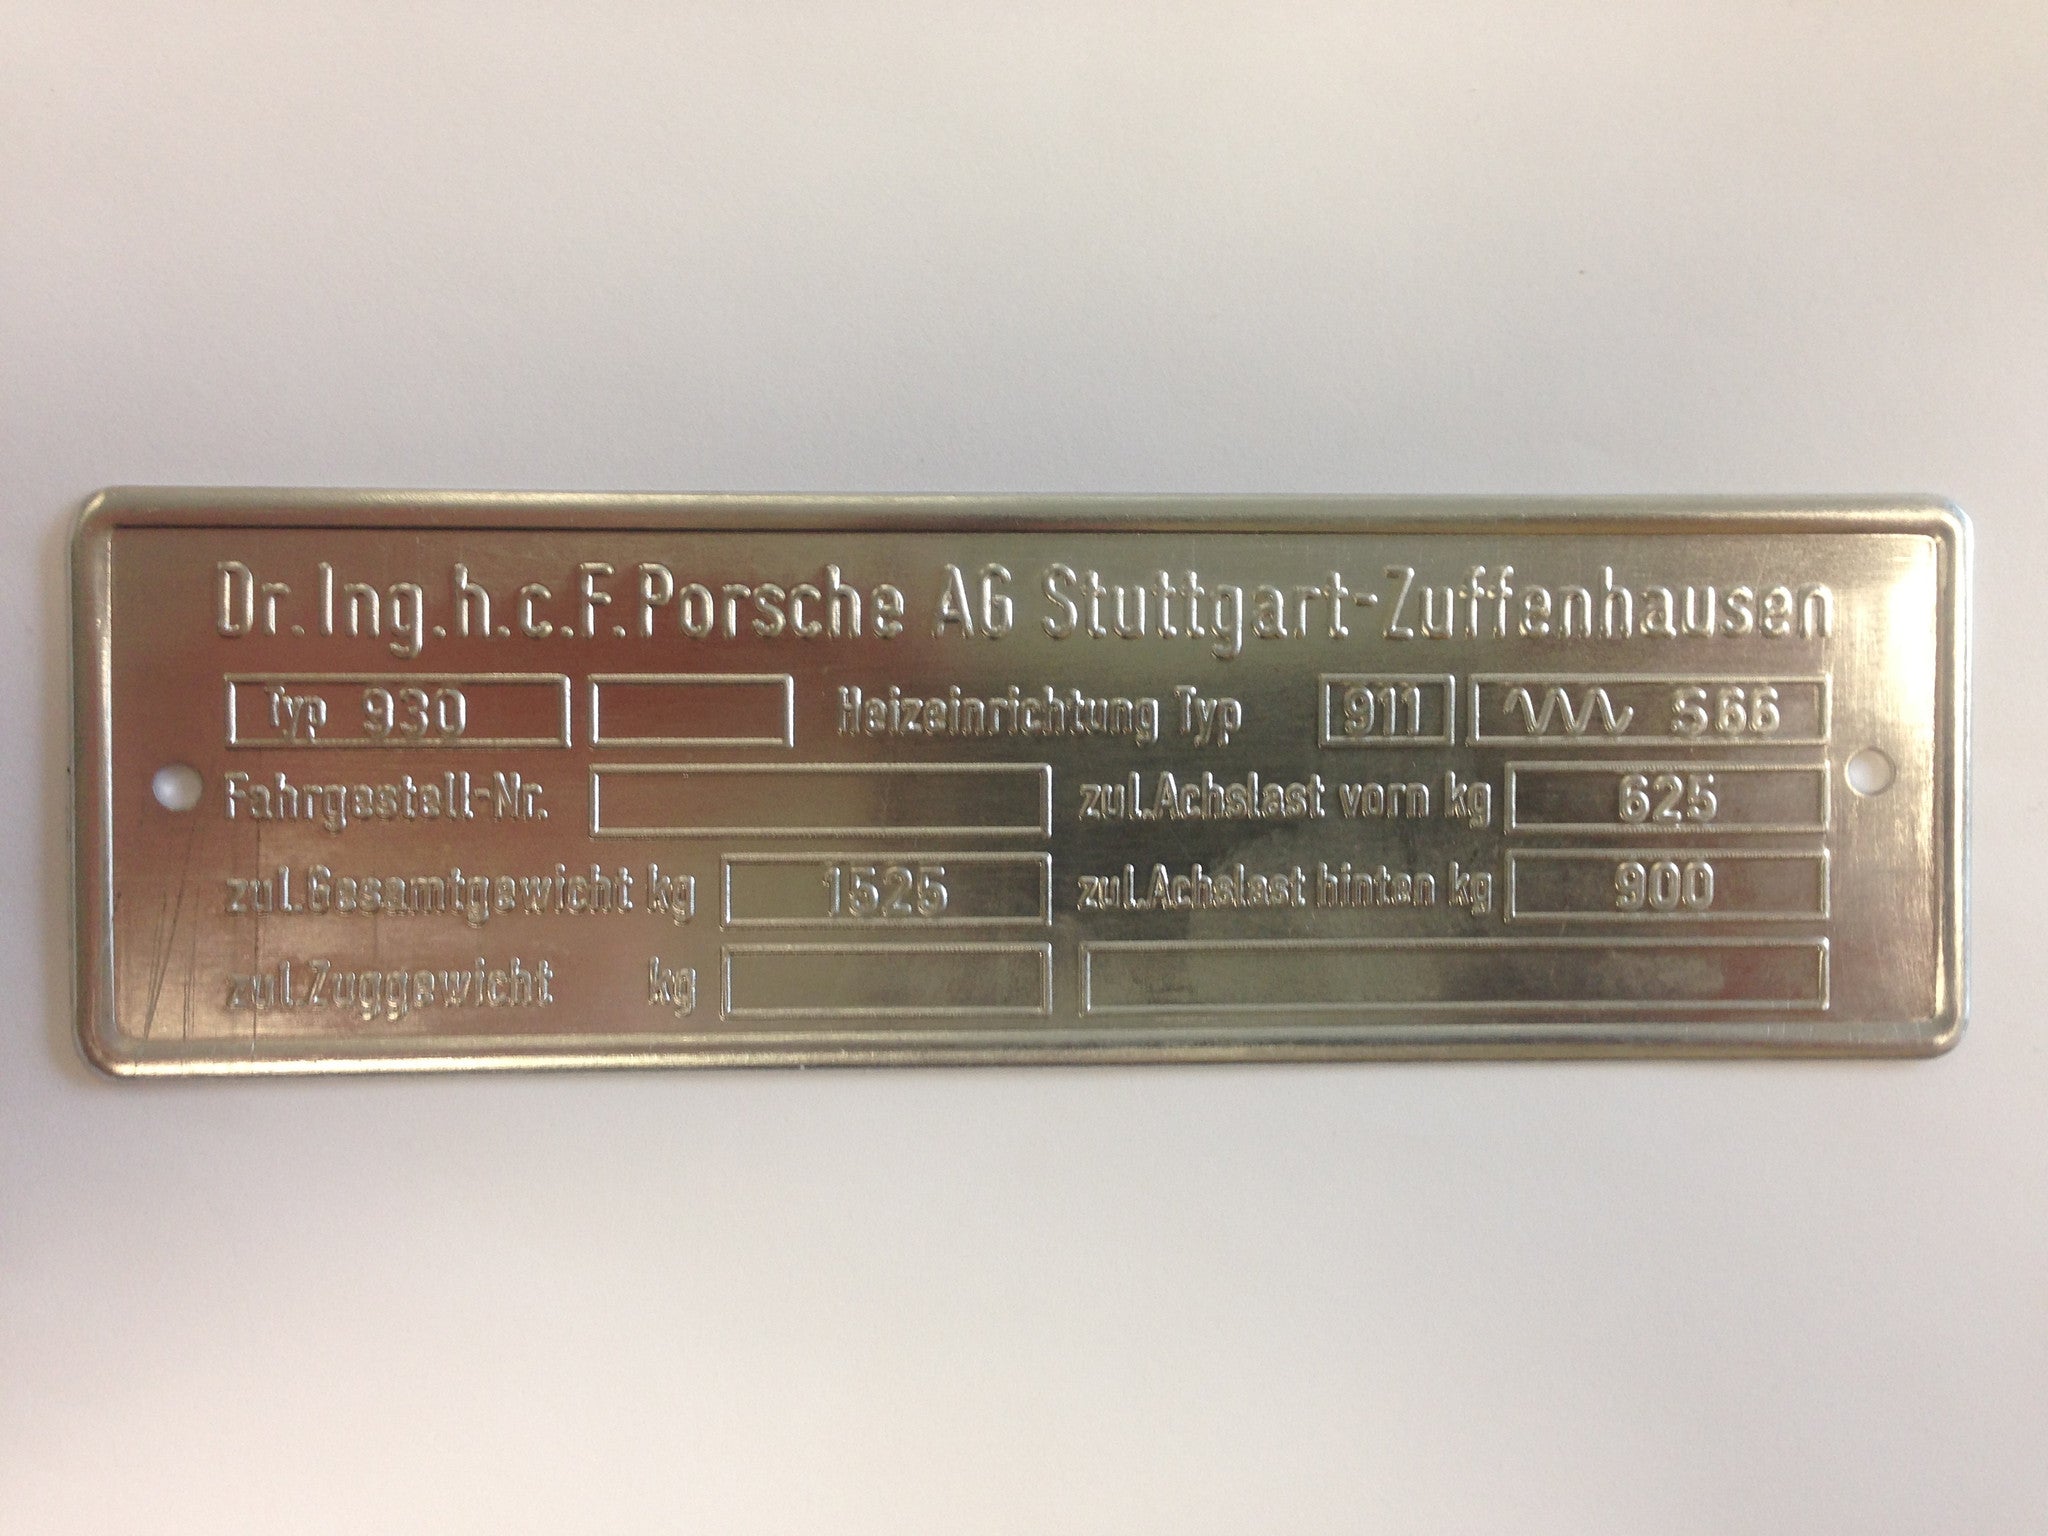 Dr.Ing.h.c.F.Porsche AG Stuttgart-Zuffenhausen
Typ 930 Heizeinrichtung Typ 911 S66
Fahrgestell-Nr. zul.Achslast vorn kg 625
zul.Gesamtgewicht kg 1525 zul.Achslast hinten kg 900
zul.Zuggewicht kg